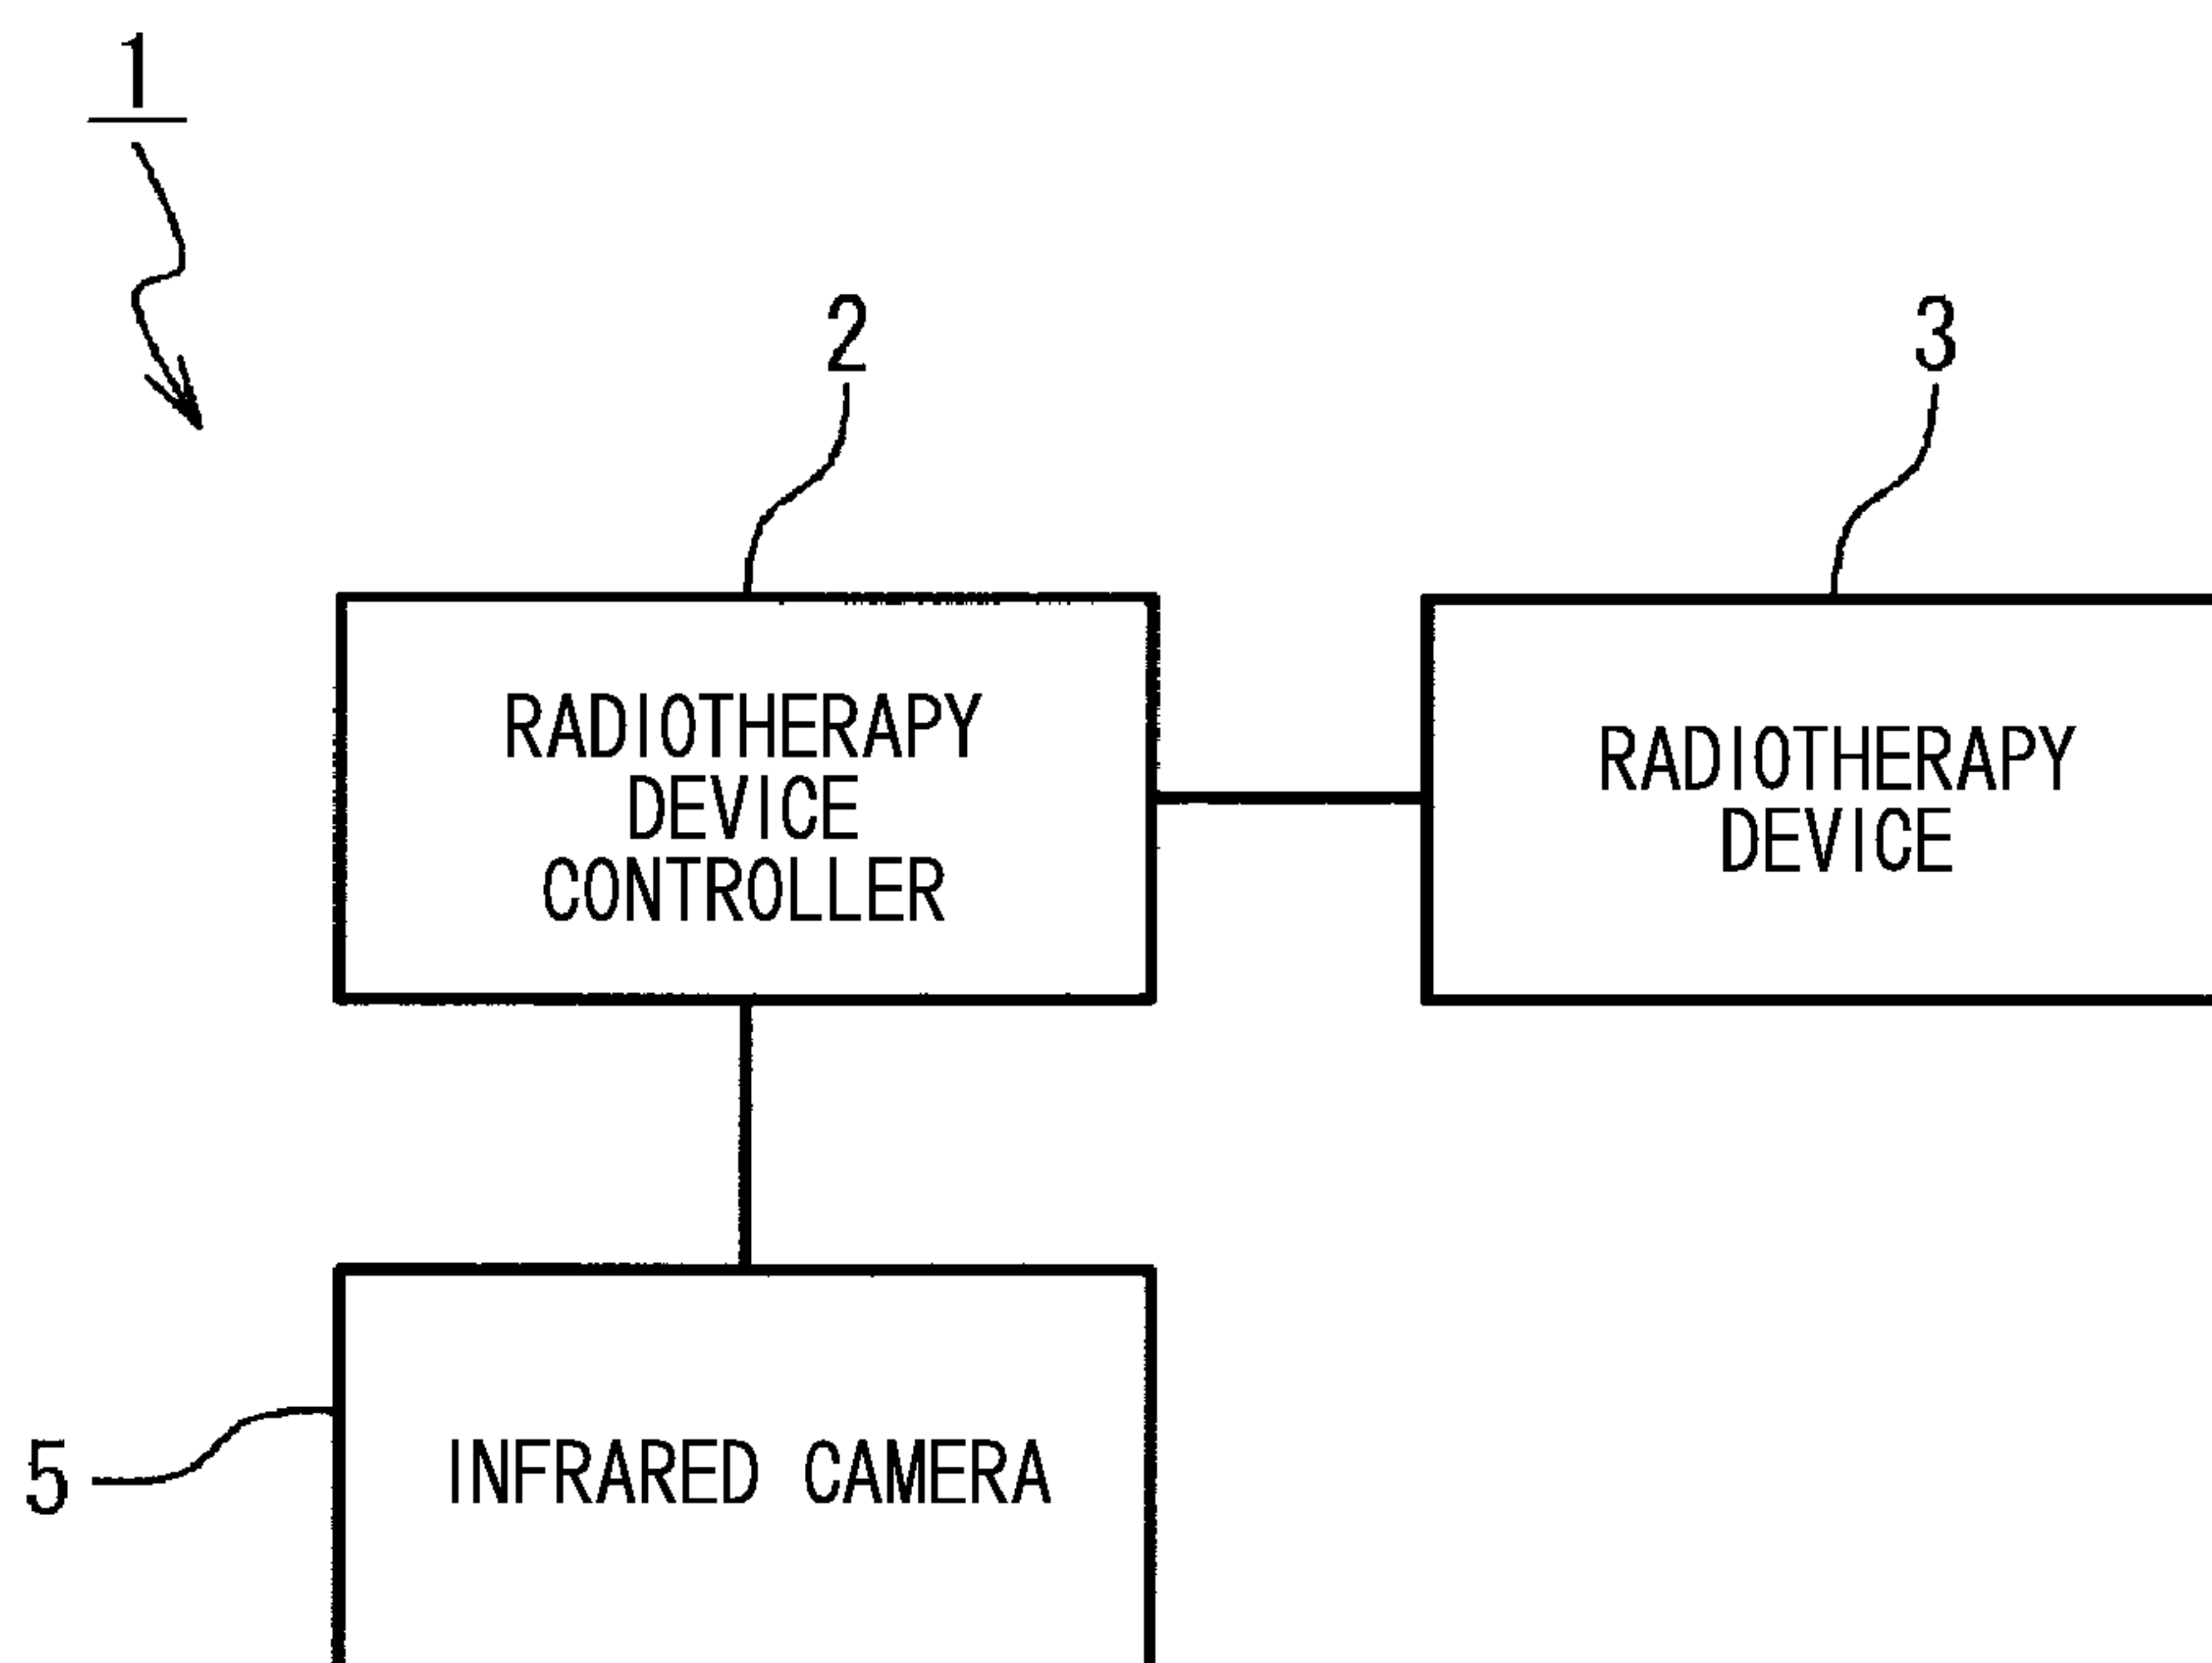 1
2
3
RADIOTHERAPY
DEVICE
CONTROLLER
RADIOTHERAPY
DEVICE
5
INFRARED CAMERA